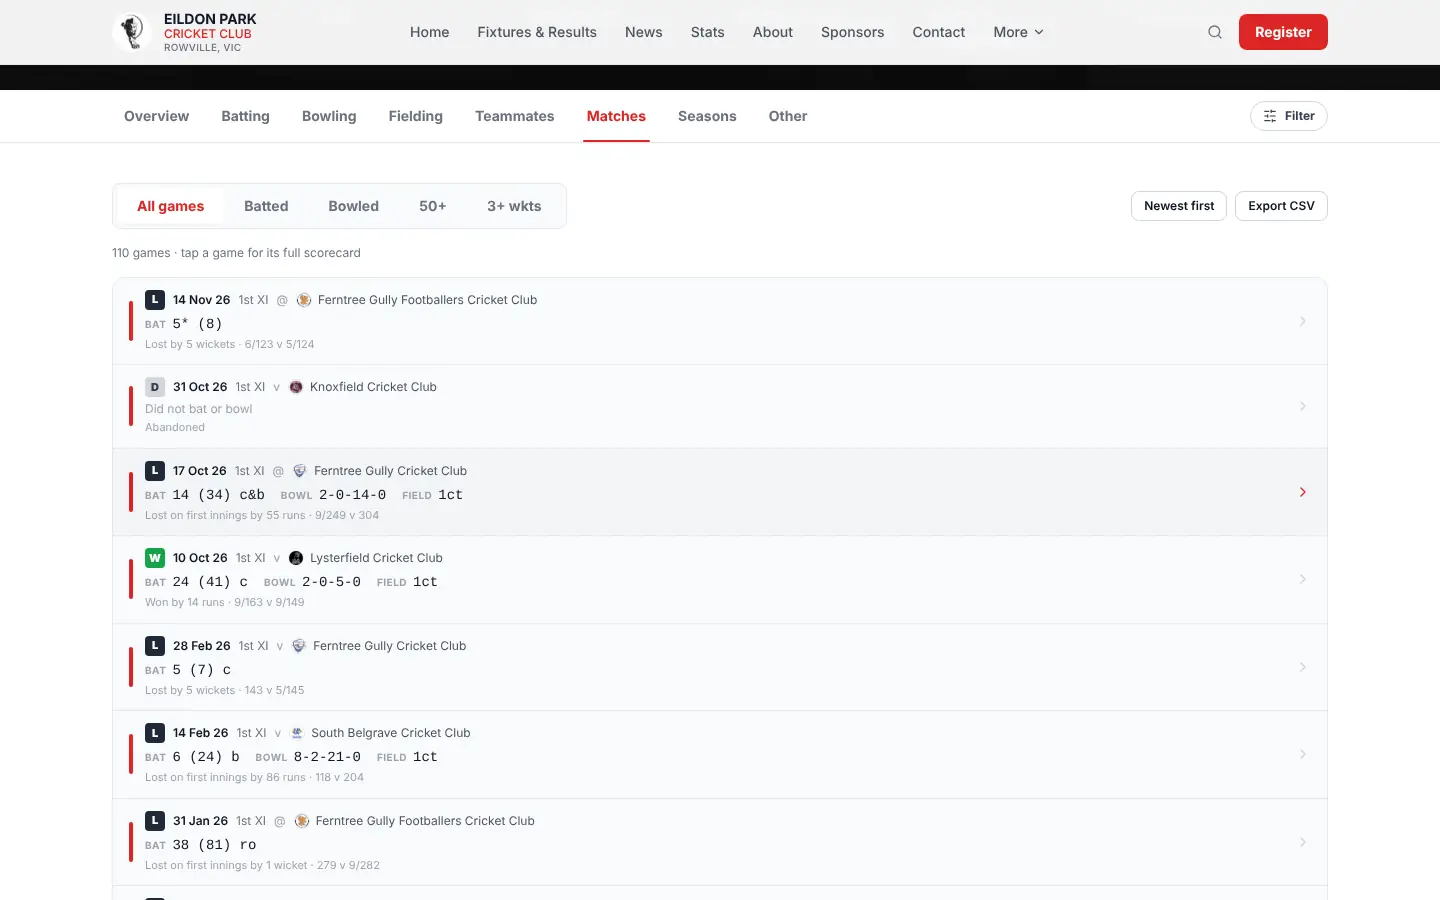 EILDON PARK
CRICKET CLUB
ROWVILLE, VIC
Home Fixtures & Results News Stats About Sponsors Contact More
Register
Overview Batting Bowling Fielding Teammates Matches Seasons Other
Filter
All games Batted Bowled 50+ 3+ wkts
Newest first Export CSV
110 games · tap a game for its full scorecard
L 14 Nov 26 1st XI @ Ferntree Gully Footballers Cricket Club
BAT 5* (8)
Lost by 5 wickets · 6/123 v 5/124
D 31 Oct 26 1st XI v Knoxfield Cricket Club
Did not bat or bowl
Abandoned
L 17 Oct 26 1st XI @ Ferntree Gully Cricket Club
BAT 14 (34) c&b BOWL 2-0-14-0 FIELD 1ct
Lost on first innings by 55 runs · 9/249 v 304
W 10 Oct 26 1st XI v Lysterfield Cricket Club
BAT 24 (41) c BOWL 2-0-5-0 FIELD 1ct
Won by 14 runs · 9/163 v 9/149
L 28 Feb 26 1st XI v Ferntree Gully Cricket Club
BAT 5 (7) c
Lost by 5 wickets · 143 v 5/145
L 14 Feb 26 1st XI v South Belgrave Cricket Club
BAT 6 (24) b BOWL 8-2-21-0 FIELD 1ct
Lost on first innings by 86 runs · 118 v 204
L 31 Jan 26 1st XI @ Ferntree Gully Footballers Cricket Club
BAT 38 (81) ro
Lost on first innings by 1 wicket · 279 v 9/282